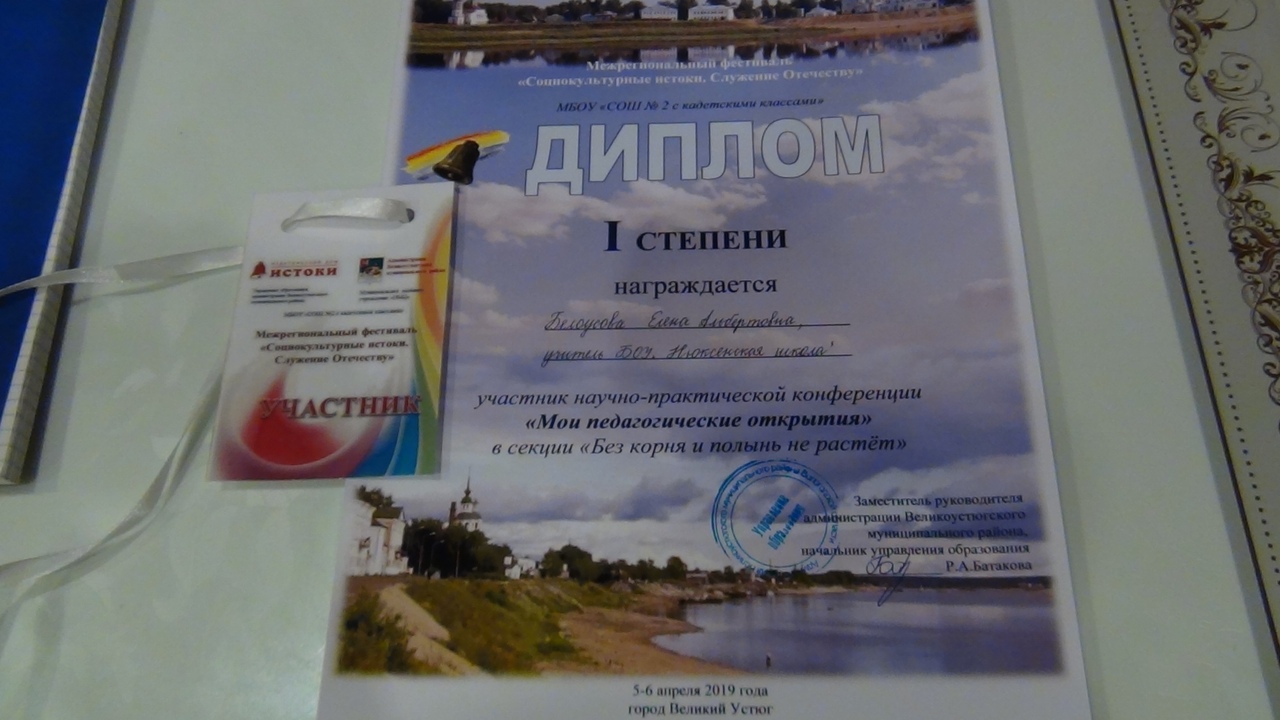 Межрегиональный фестиваль
«Социокультурные истоки. Служение Отечеству»
МБОУ «СОШ № 2 с кадетскими классами»
ДИПЛОМ
I СТЕПЕНИ
награждается
Белоусова Елена Альбертовна,
учитель БОУ "Нюксенская школа"
участник научно-практической конференции
«Мои педагогические открытия»
в секции «Без корня и полынь не растёт»
Заместитель руководителя
администрации Великоустюгского
муниципального района,
начальник управления образования
Р.А.Батакова
Управление
образования
5-6 апреля 2019 года
город Великий Устюг
ИСТОКИ
Межрегиональный фестиваль
«Социокультурные истоки.
Служение Отечеству»
УЧАСТНИК